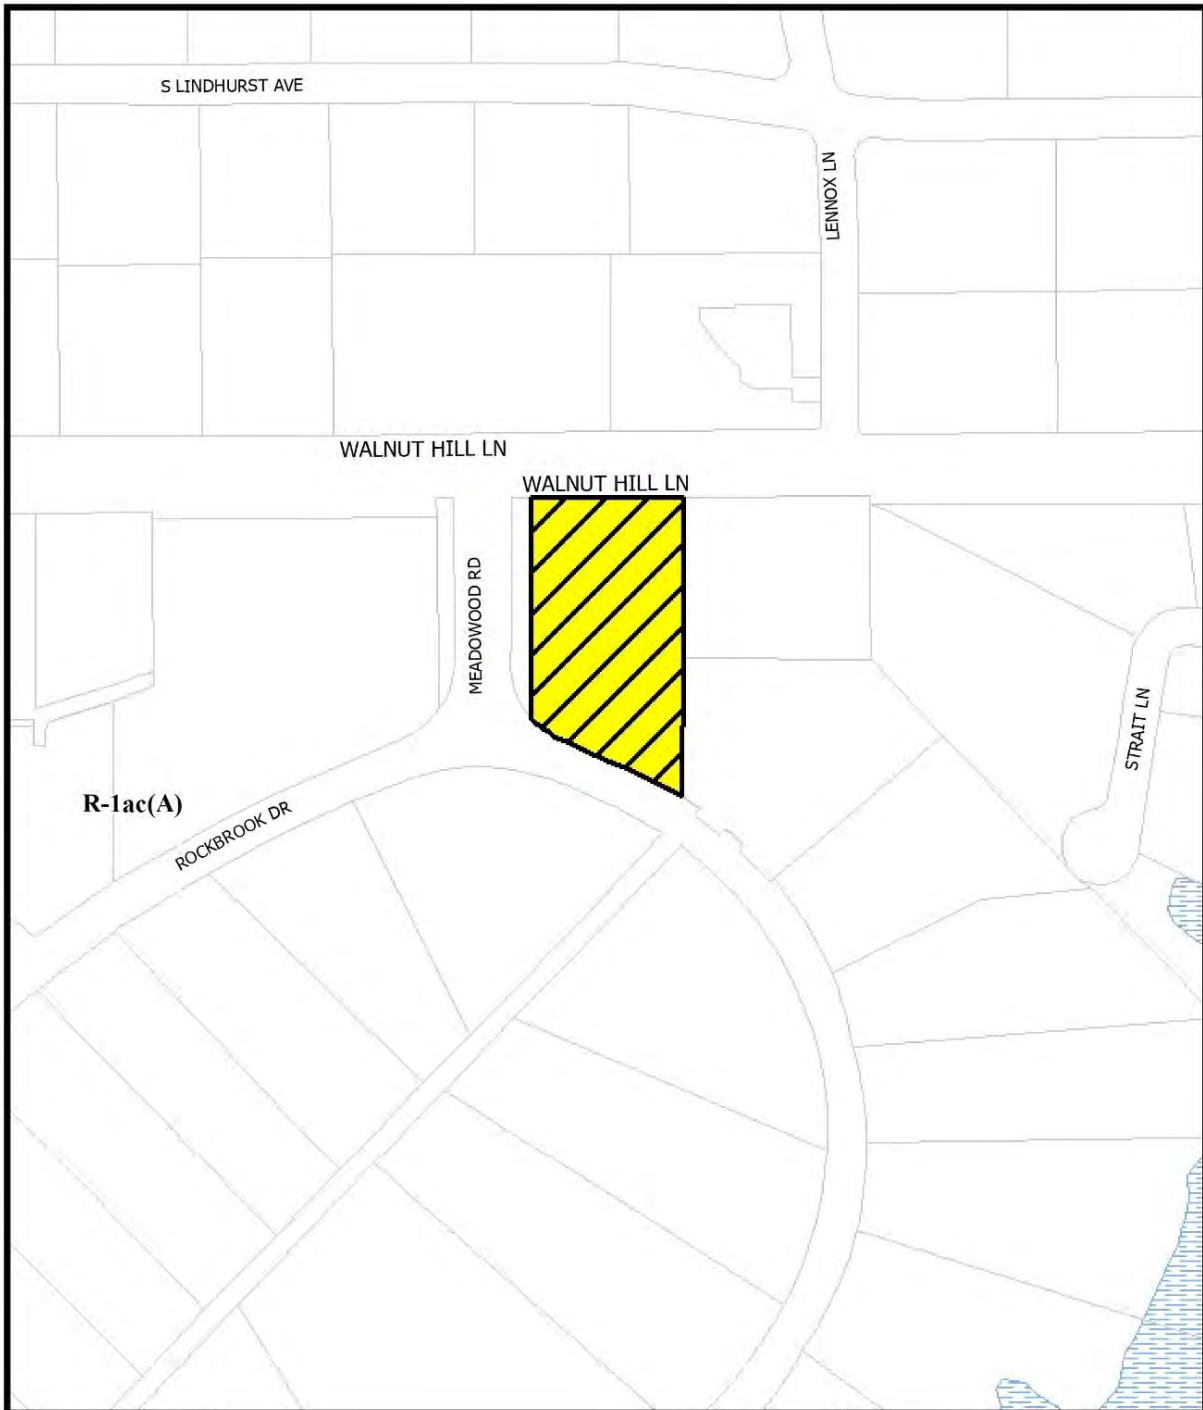 S LINDHURST AVE
LENNOX LN
WALNUT HILL LN
WALNUT HILL LN
MEADOWOOD RD
STRAIT LN
R-1ac(A)
ROCKBROOK DR